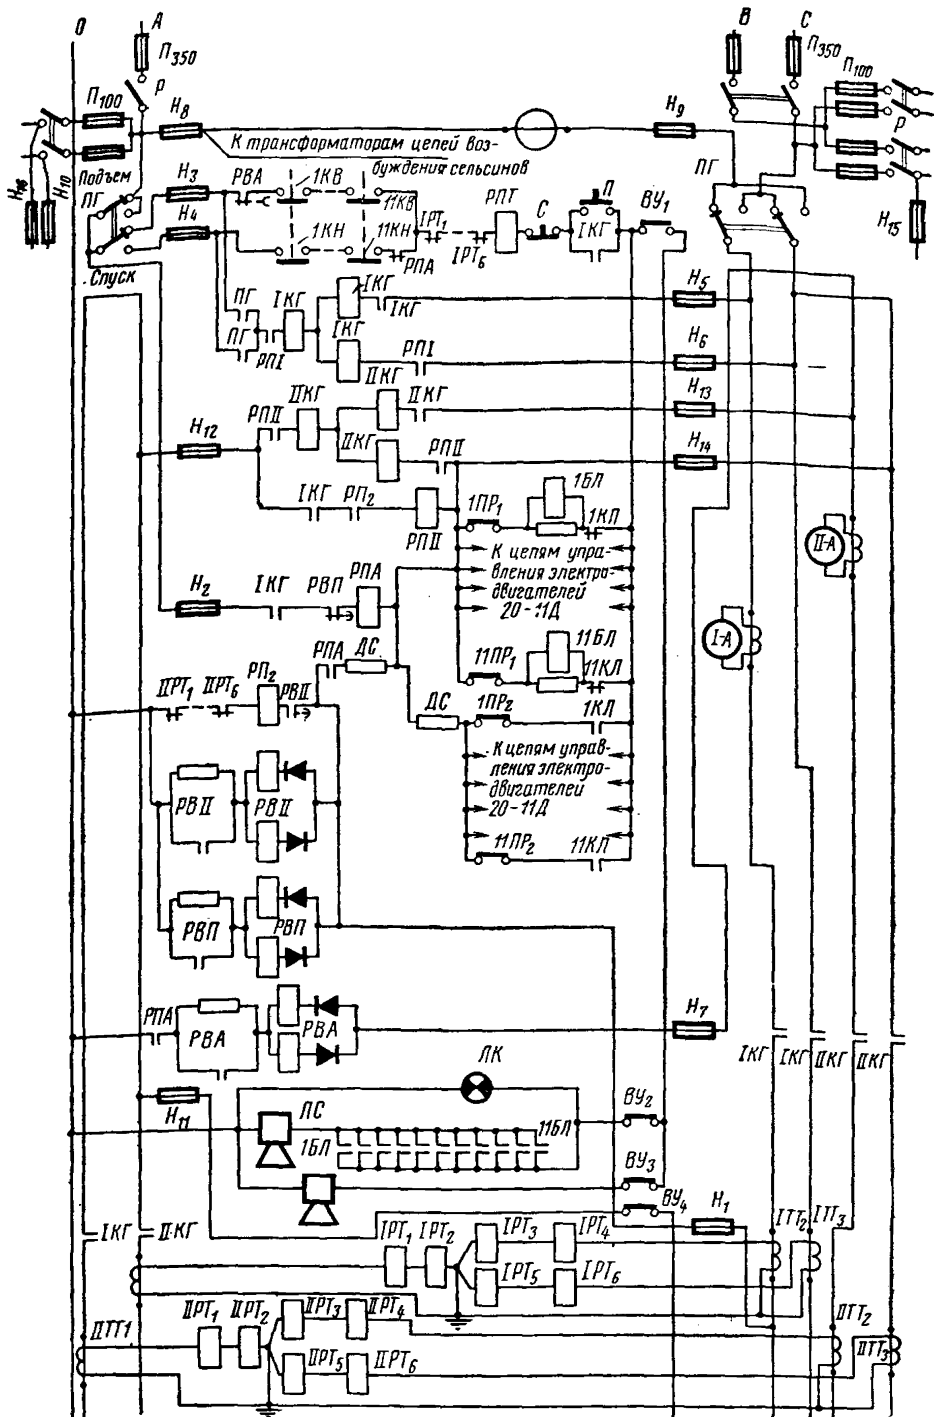 О
А
В
С
П350
П350
Р
П100
П100
Н8
Н9
Р
К трансформаторам цепей воз-
буждения сельсинов
Н16
Н10
Подъем
ПГ
Н3
РВА
1КВ
11КВ
IРТ1
РПТ
С
П
IКГ
ВУ1
ПГ
Н15
Н4
1КН
11КН
РПА
IРТ6
Спуск
IКГ
IКГ
Н5
ПГ
IКГ
ПГ
РПI
IКГ
РПI
Н6
IIКГ
IIКГ
IIКГ
Н13
РПII
Н12
IIКГ
РПII
Н14
IКГ
РП2
РПII
1БЛ
1ПР1
1КП
К цепям упра-
вления электро-
двигателей
20-11Д
II-А
Н2
IКГ
РВП
РПА
I-А
11БЛ
11ПР1
11КЛ
РПА
ДС
IIРТ1
IIРТ6
РП2
РВII
ДС
1ПР2
1КЛ
К цепям управ-
ления электро-
двигателей
20-11Д
РВII
РВII
11ПР2
11КЛ
РВП
РВП
РПА
РВА
РВА
Н7
IКГ
IКГ
IIКГ
IIКГ
ЛК
Н11
ПС
1БЛ
11БЛ
ВУ2
ВУ3
ВУ4
Н1
IКГ
IIКГ
IРТ1
IРТ2
IРТ3
IРТ4
IТТ2
IТТ3
IРТ5
IРТ6
IIРТ1
IIРТ2
IIРТ3
IIРТ4
IIТТ1
IIТТ2
IIРТ5
IIРТ6
IIТТ3